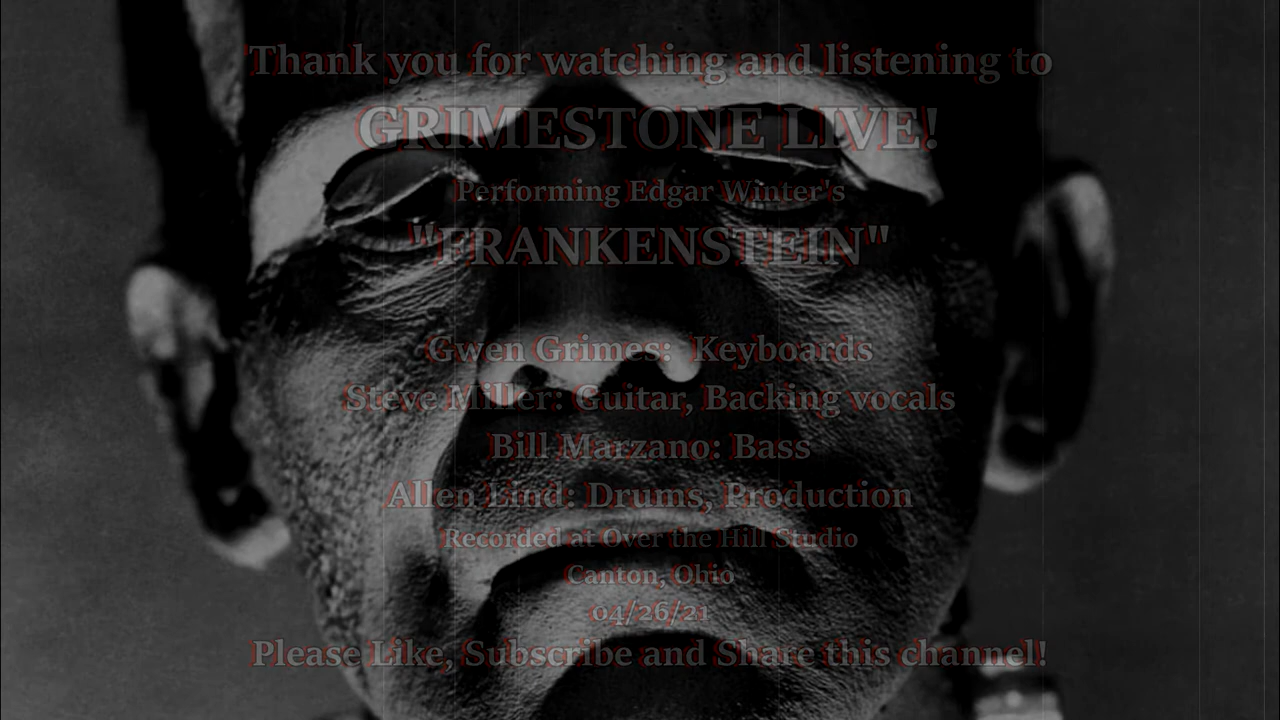 Thank you for watching and listening to
GRIMESTONE LIVE!
Performing Edgar Winter's
"FRANKENSTEIN"
Gwen Grimes: Keyboards
Steve Miller: Guitar, Backing vocals
Bill Marzano: Bass
Allen Lind: Drums, Production
Recorded at Over the Hill Studio
Canton, Ohio
04/26/21
Please Like, Subscribe and Share this channel!